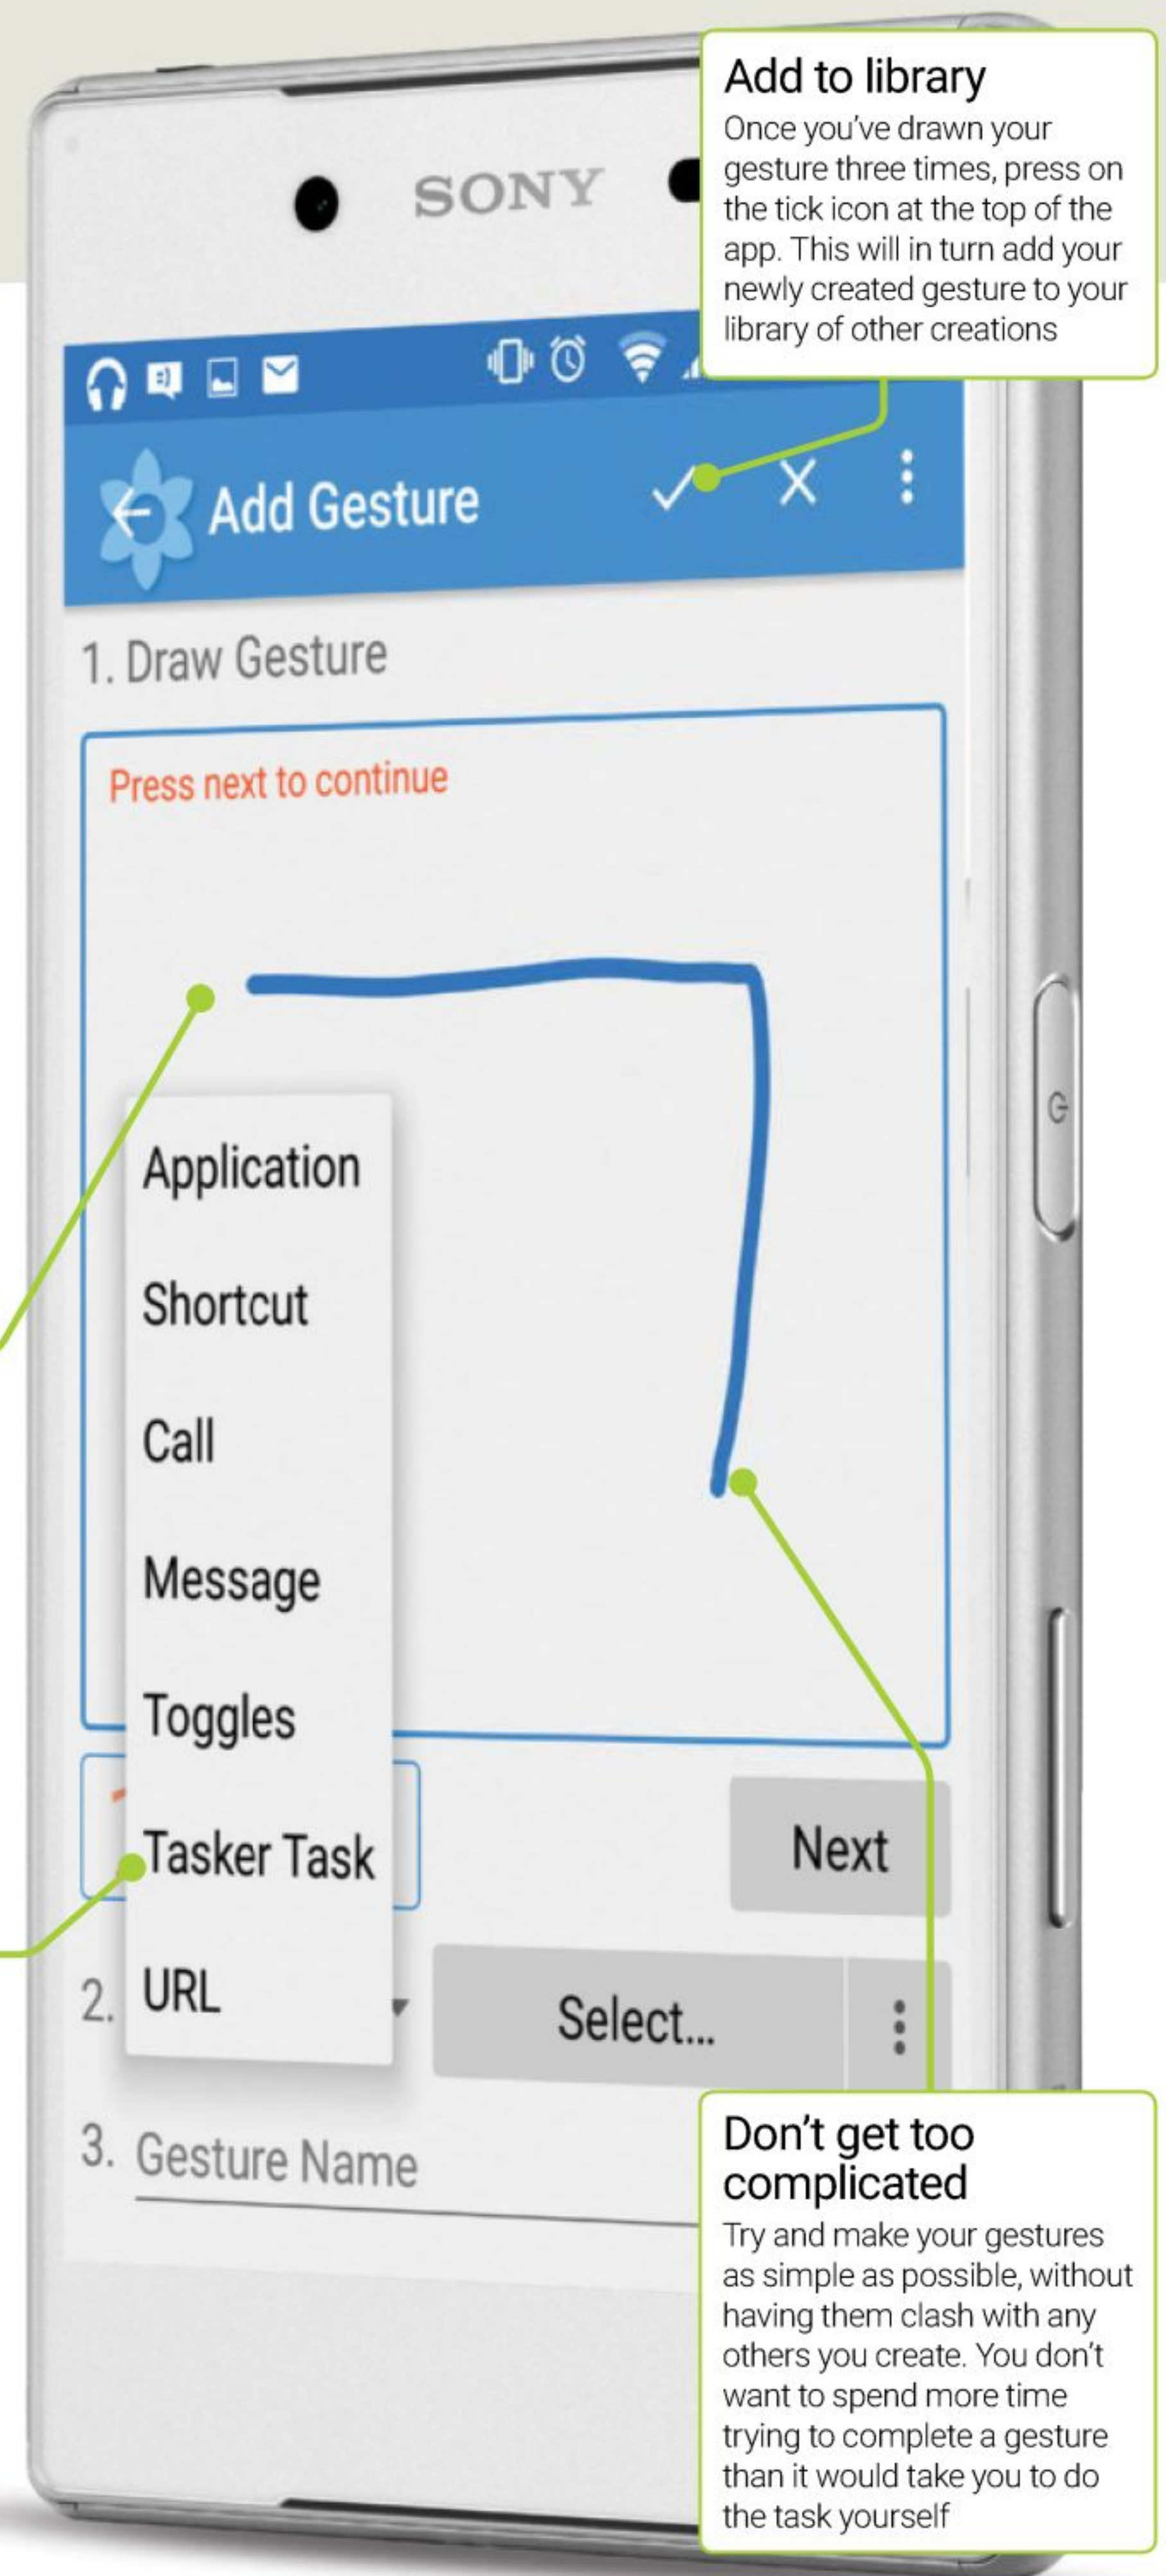 Add to library
Once you've drawn your
gesture three times, press on
the tick icon at the top of the
app. This will in turn add your
newly created gesture to your
library of other creations
SONY
Add Gesture
1. Draw Gesture
Press next to continue
Application
Shortcut
Call
Message
Toggles
Tasker Task
URL
Next
2.
Select...
3. Gesture Name
Don't get too
complicated
Try and make your gestures
as simple as possible, without
having them clash with any
others you create. You don't
want to spend more time
trying to complete a gesture
than it would take you to do
the task yourself